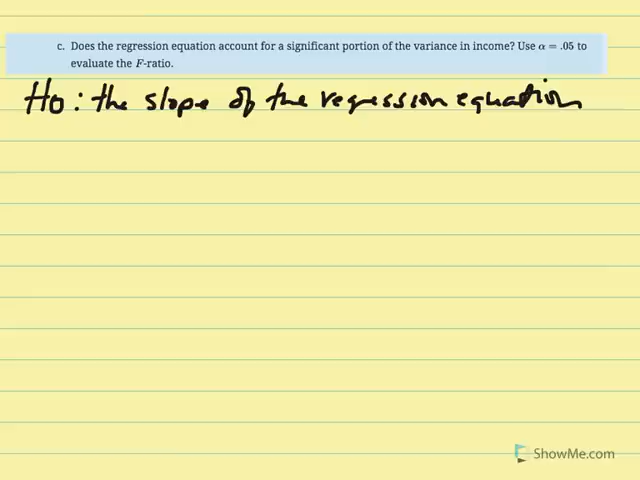 c. Does the regression equation account for a significant portion of the variance in income? Use α = .05 to
evaluate the F-ratio.
Ho: the slope of the regression equation
ShowMe.com